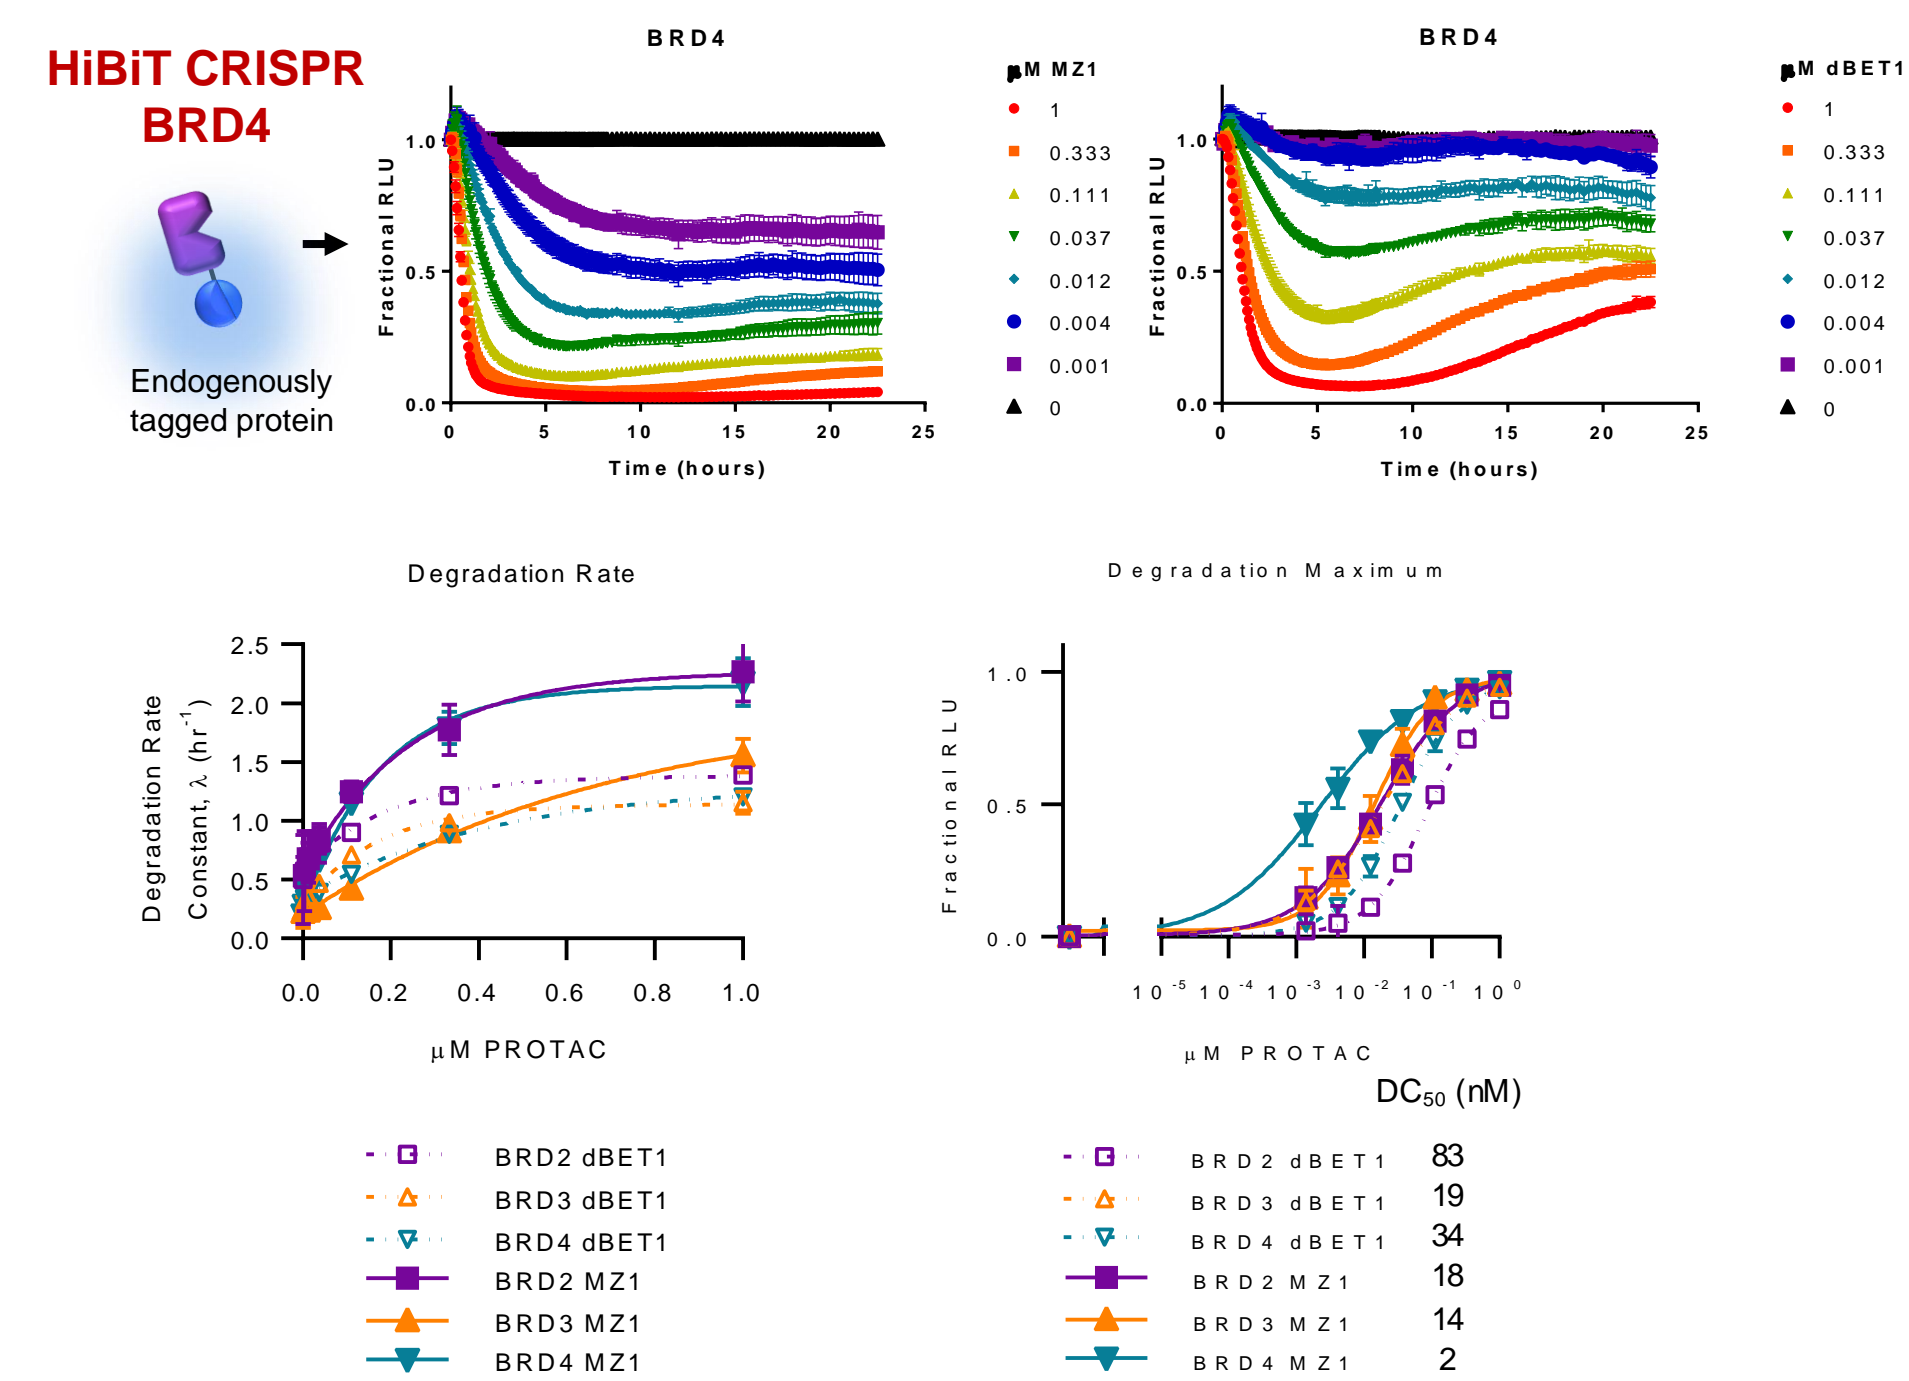 HiBiT CRISPR
BRD4
Endogenously
tagged protein
BRD4
Fractional RLU
1.0
0.5
0.0
0 5 10 15 20 25
Time (hours)
μM MZ1
1
0.333
0.111
0.037
0.012
0.004
0.001
0
BRD4
Fractional RLU
1.0
0.5
0.0
0 5 10 15 20 25
Time (hours)
μM dBET1
1
0.333
0.111
0.037
0.012
0.004
0.001
0
Degradation Rate
Degradation Rate
Constant, λ (hr⁻¹)
2.5
2.0
1.5
1.0
0.5
0.0
0.0 0.2 0.4 0.6 0.8 1.0
μM PROTAC
BRD2 dBET1
BRD3 dBET1
BRD4 dBET1
BRD2 MZ1
BRD3 MZ1
BRD4 MZ1
Degradation Maximum
Fractional RLU
1.0
0.5
0.0
10⁻⁵ 10⁻⁴ 10⁻³ 10⁻² 10⁻¹ 10⁰
μM PROTAC
DC₅₀ (nM)
BRD2 dBET1 83
BRD3 dBET1 19
BRD4 dBET1 34
BRD2 MZ1 18
BRD3 MZ1 14
BRD4 MZ1 2